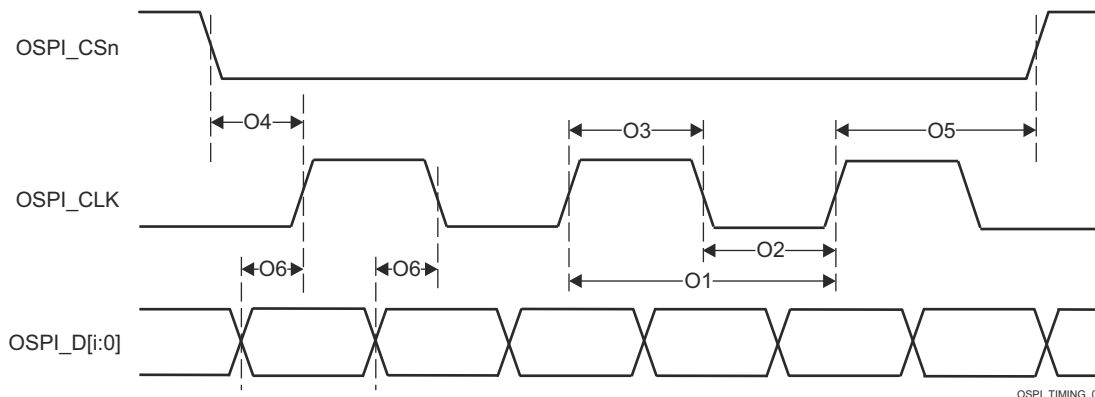 OSPI_CSn
O4
O3
O5
OSPI_CLK
O2
O6
O6
O1
OSPI_D[i:0]